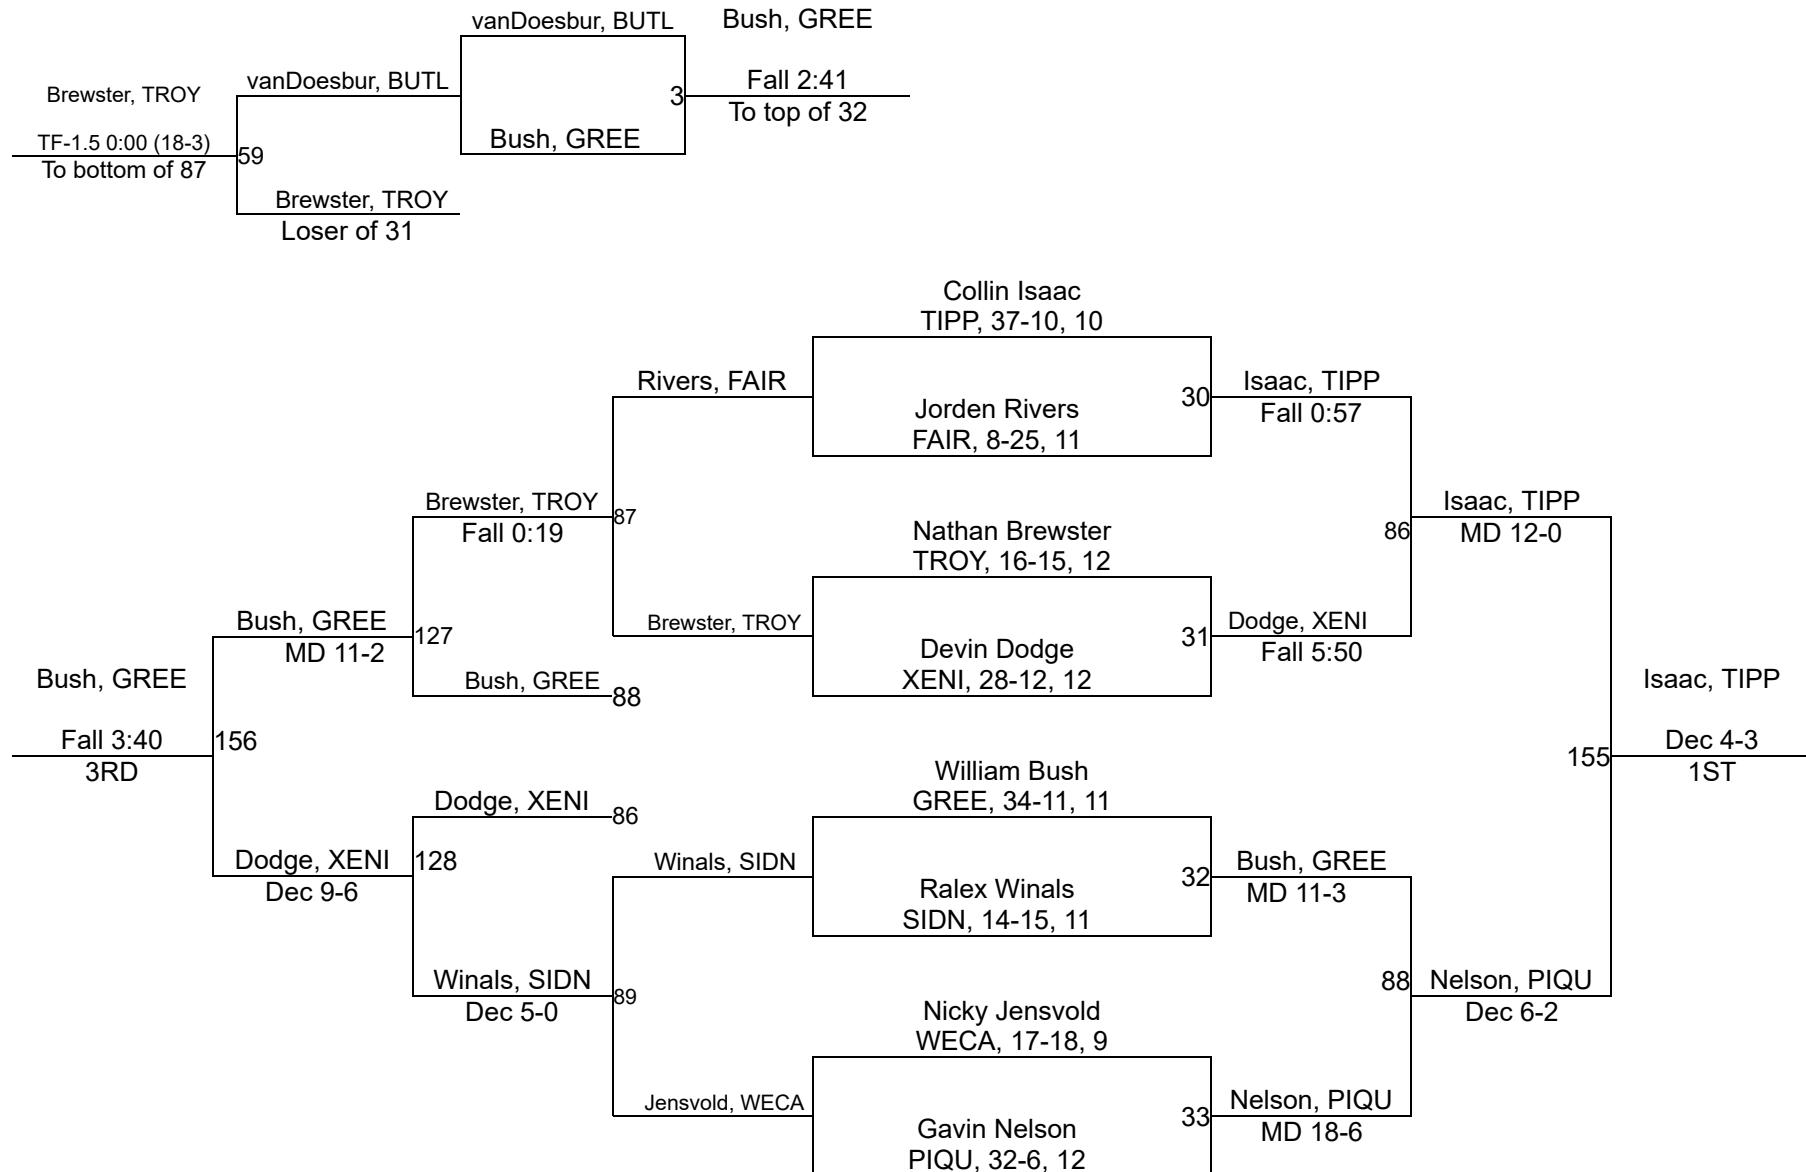 vanDoesbur, BUTL
Bush, GREE
vanDoesbur, BUTL
Fall 2:41
Brewster, TROY
3
To top of 32
Bush, GREE
TF-1.5 0:00 (18-3)
59
To bottom of 87
Brewster, TROY
Loser of 31
Collin Isaac
TIPP, 37-10, 10
Rivers, FAIR
30
Isaac, TIPP
Fall 0:57
Jorden Rivers
FAIR, 8-25, 11
Brewster, TROY
87
Fall 0:19
Nathan Brewster
TROY, 16-15, 12
86
Isaac, TIPP
MD 12-0
Bush, GREE
127
MD 11-2
Brewster, TROY
31
Dodge, XENI
Fall 5:50
Devin Dodge
XENI, 28-12, 12
Bush, GREE
88
Bush, GREE
Fall 3:40
156
3RD
Isaac, TIPP
155
Dec 4-3
1ST
William Bush
GREE, 34-11, 11
Dodge, XENI
86
Dodge, XENI
128
Dec 9-6
Winals, SIDN
32
Bush, GREE
MD 11-3
Ralex Winals
SIDN, 14-15, 11
Winals, SIDN
89
Dec 5-0
88
Nelson, PIQU
Dec 6-2
Nicky Jensvold
WECA, 17-18, 9
Jensvold, WECA
33
Nelson, PIQU
MD 18-6
Gavin Nelson
PIQU, 32-6, 12